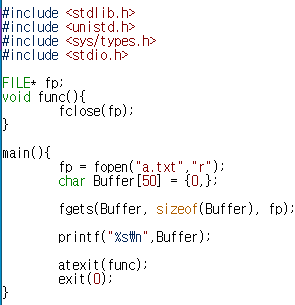 #include <stdlib.h>
#include <unistd.h>
#include <sys/types.h>
#include <stdio.h>
FILE* fp;
void func(){
fclose(fp);
}
main(){
fp = fopen("a.txt","r");
char Buffer[50] = {0,};
fgets(Buffer, sizeof(Buffer), fp);
printf("%s₩n",Buffer);
atexit(func);
exit(0);
}